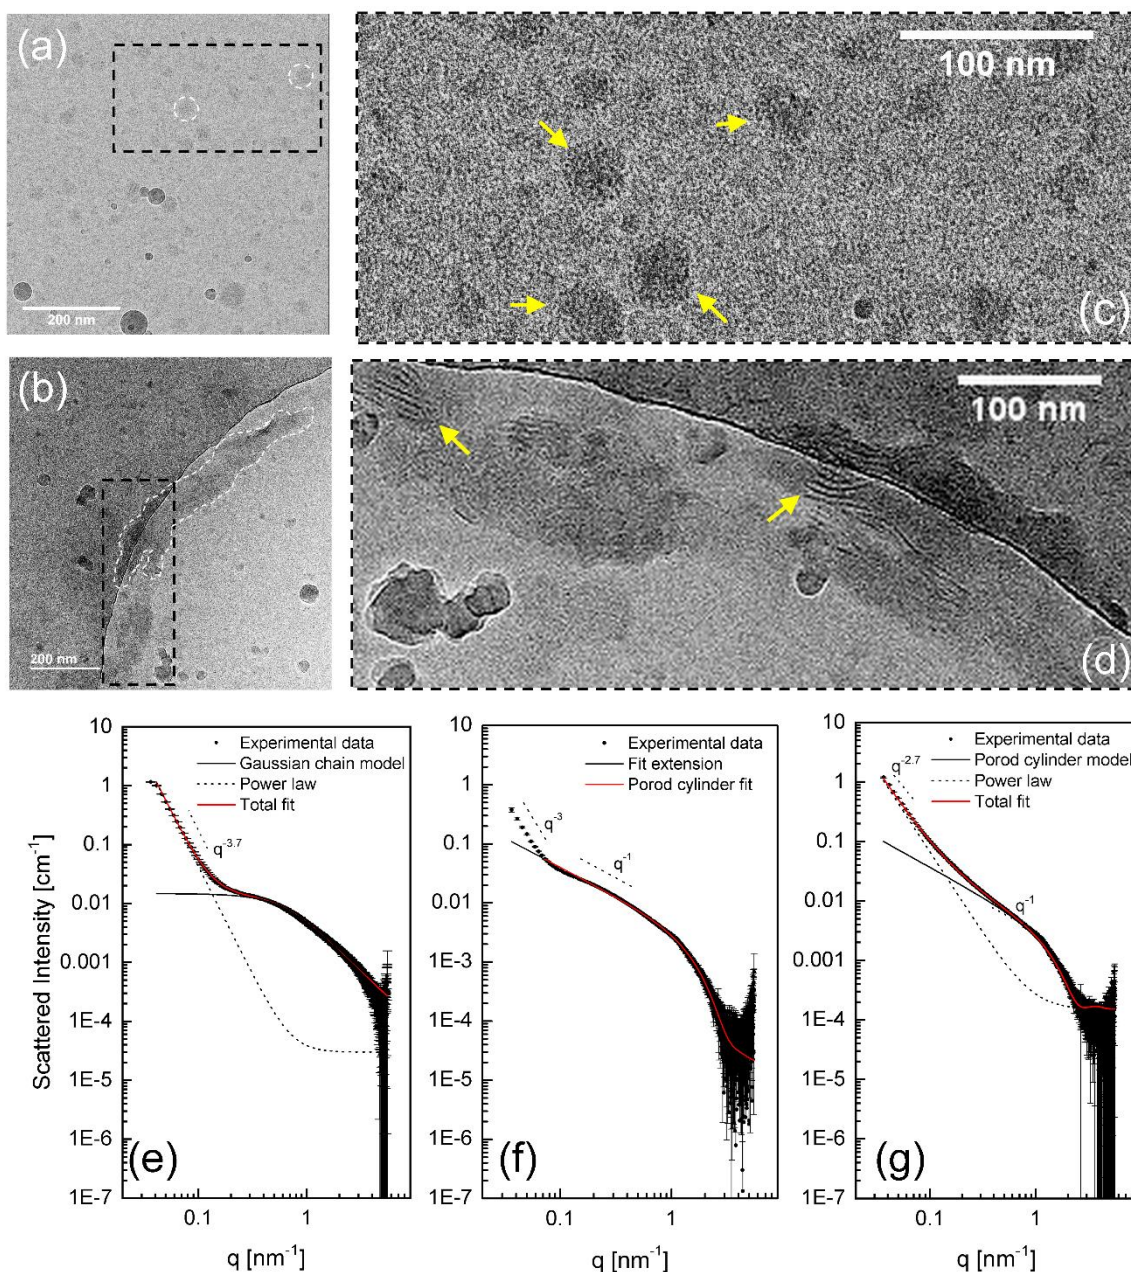 (a)
200 nm
100 nm
(c)
(b)
200 nm
100 nm
(d)
Scattered Intensity [cm⁻¹]
10
1
0.1
0.01
0.001
1E-4
1E-5
1E-6
1E-7
Experimental data
Gaussian chain model
Power law
Total fit
q⁻³·⁷
(e)
0.1
1
q [nm⁻¹]
10
1
0.1
0.01
1E-3
1E-4
1E-5
1E-6
1E-7
Experimental data
Fit extension
Porod cylinder fit
q⁻³
q⁻¹
(f)
0.1
1
q [nm⁻¹]
10
1
0.1
0.01
0.001
1E-4
1E-5
1E-6
1E-7
Experimental data
Porod cylinder model
Power law
Total fit
q⁻²·⁷
q⁻¹
(g)
0.1
1
q [nm⁻¹]